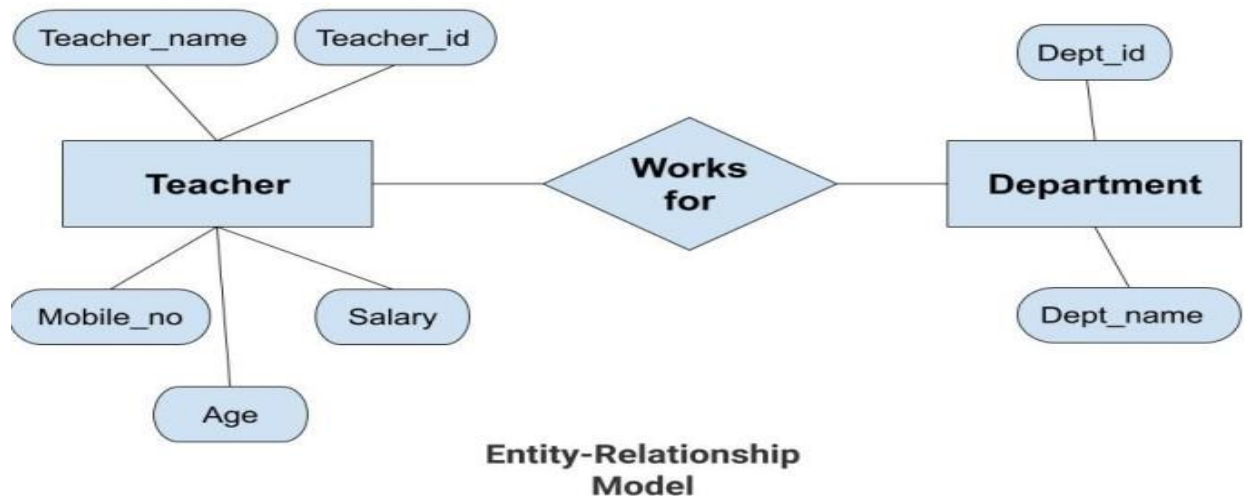 Teacher_name
Teacher_id
Dept_id
Teacher
Works
for
Department
Mobile_no
Salary
Dept_name
Age
Entity-Relationship
Model